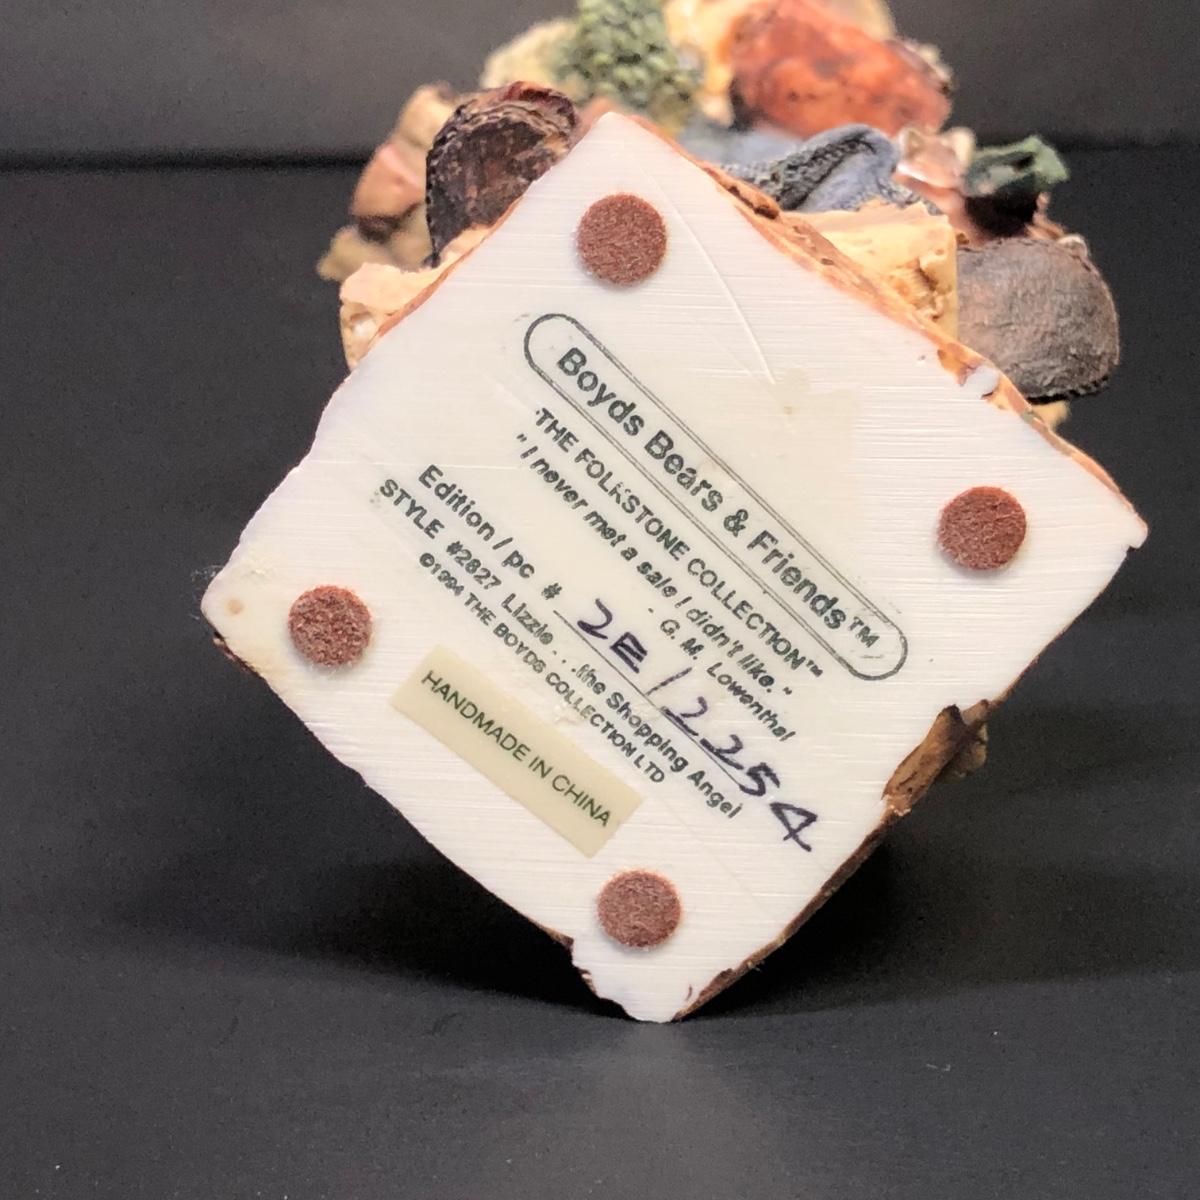 Boyds Bears & Friends™
THE FOLKSTONE COLLECTION™
"I never met a sale I didn't like."
- G. M. Lowenthal
Edition / pc # 2E/2254
STYLE #2827 Lizzie...the Shopping Angel
©1994 THE BOYDS COLLECTION LTD
HANDMADE IN CHINA